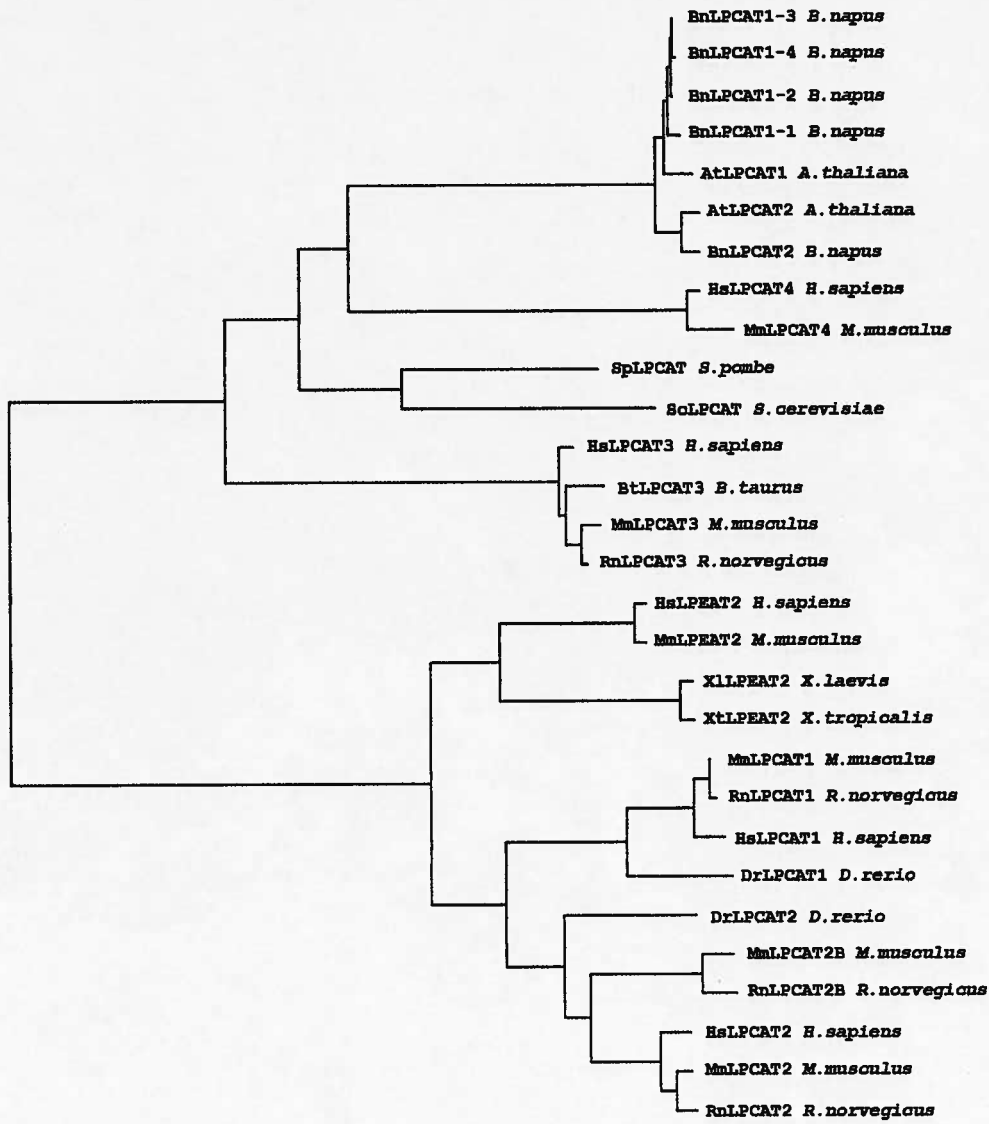 BnLPCAT1-3 B.napus
BnLPCAT1-4 B.napus
BnLPCAT1-2 B.napus
BnLPCAT1-1 B.napus
AtLPCAT1 A.thaliana
AtLPCAT2 A.thaliana
BnLPCAT2 B.napus
HsLPCAT4 H.sapiens
MmLPCAT4 M.musculus
SpLPCAT S.pombe
ScLPCAT S.cerevisiae
HsLPCAT3 H.sapiens
BtLPCAT3 B.taurus
MmLPCAT3 M.musculus
RnLPCAT3 R.norvegicus
HsLPEAT2 H.sapiens
MmLPEAT2 M.musculus
XlLPEAT2 X.laevis
XtLPEAT2 X.tropicalis
MmLPCAT1 M.musculus
RnLPCAT1 R.norvegicus
HsLPCAT1 H.sapiens
DrLPCAT1 D.rerio
DrLPCAT2 D.rerio
MmLPCAT2B M.musculus
RnLPCAT2B R.norvegicus
HsLPCAT2 H.sapiens
MmLPCAT2 M.musculus
RnLPCAT2 R.norvegicus